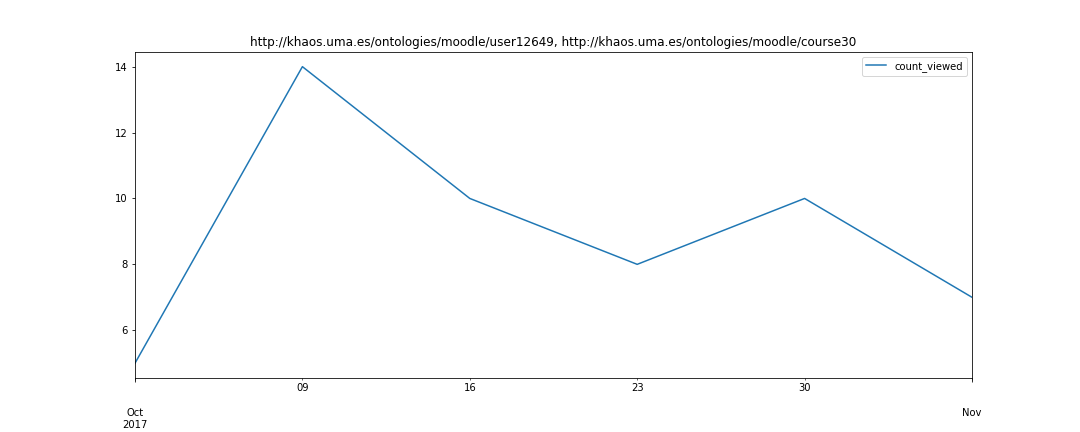 http://khaos.uma.es/ontologies/moodle/user12649, http://khaos.uma.es/ontologies/moodle/course30
count_viewed
14
12
10
8
6
09 16 23 30
Oct Nov
2017